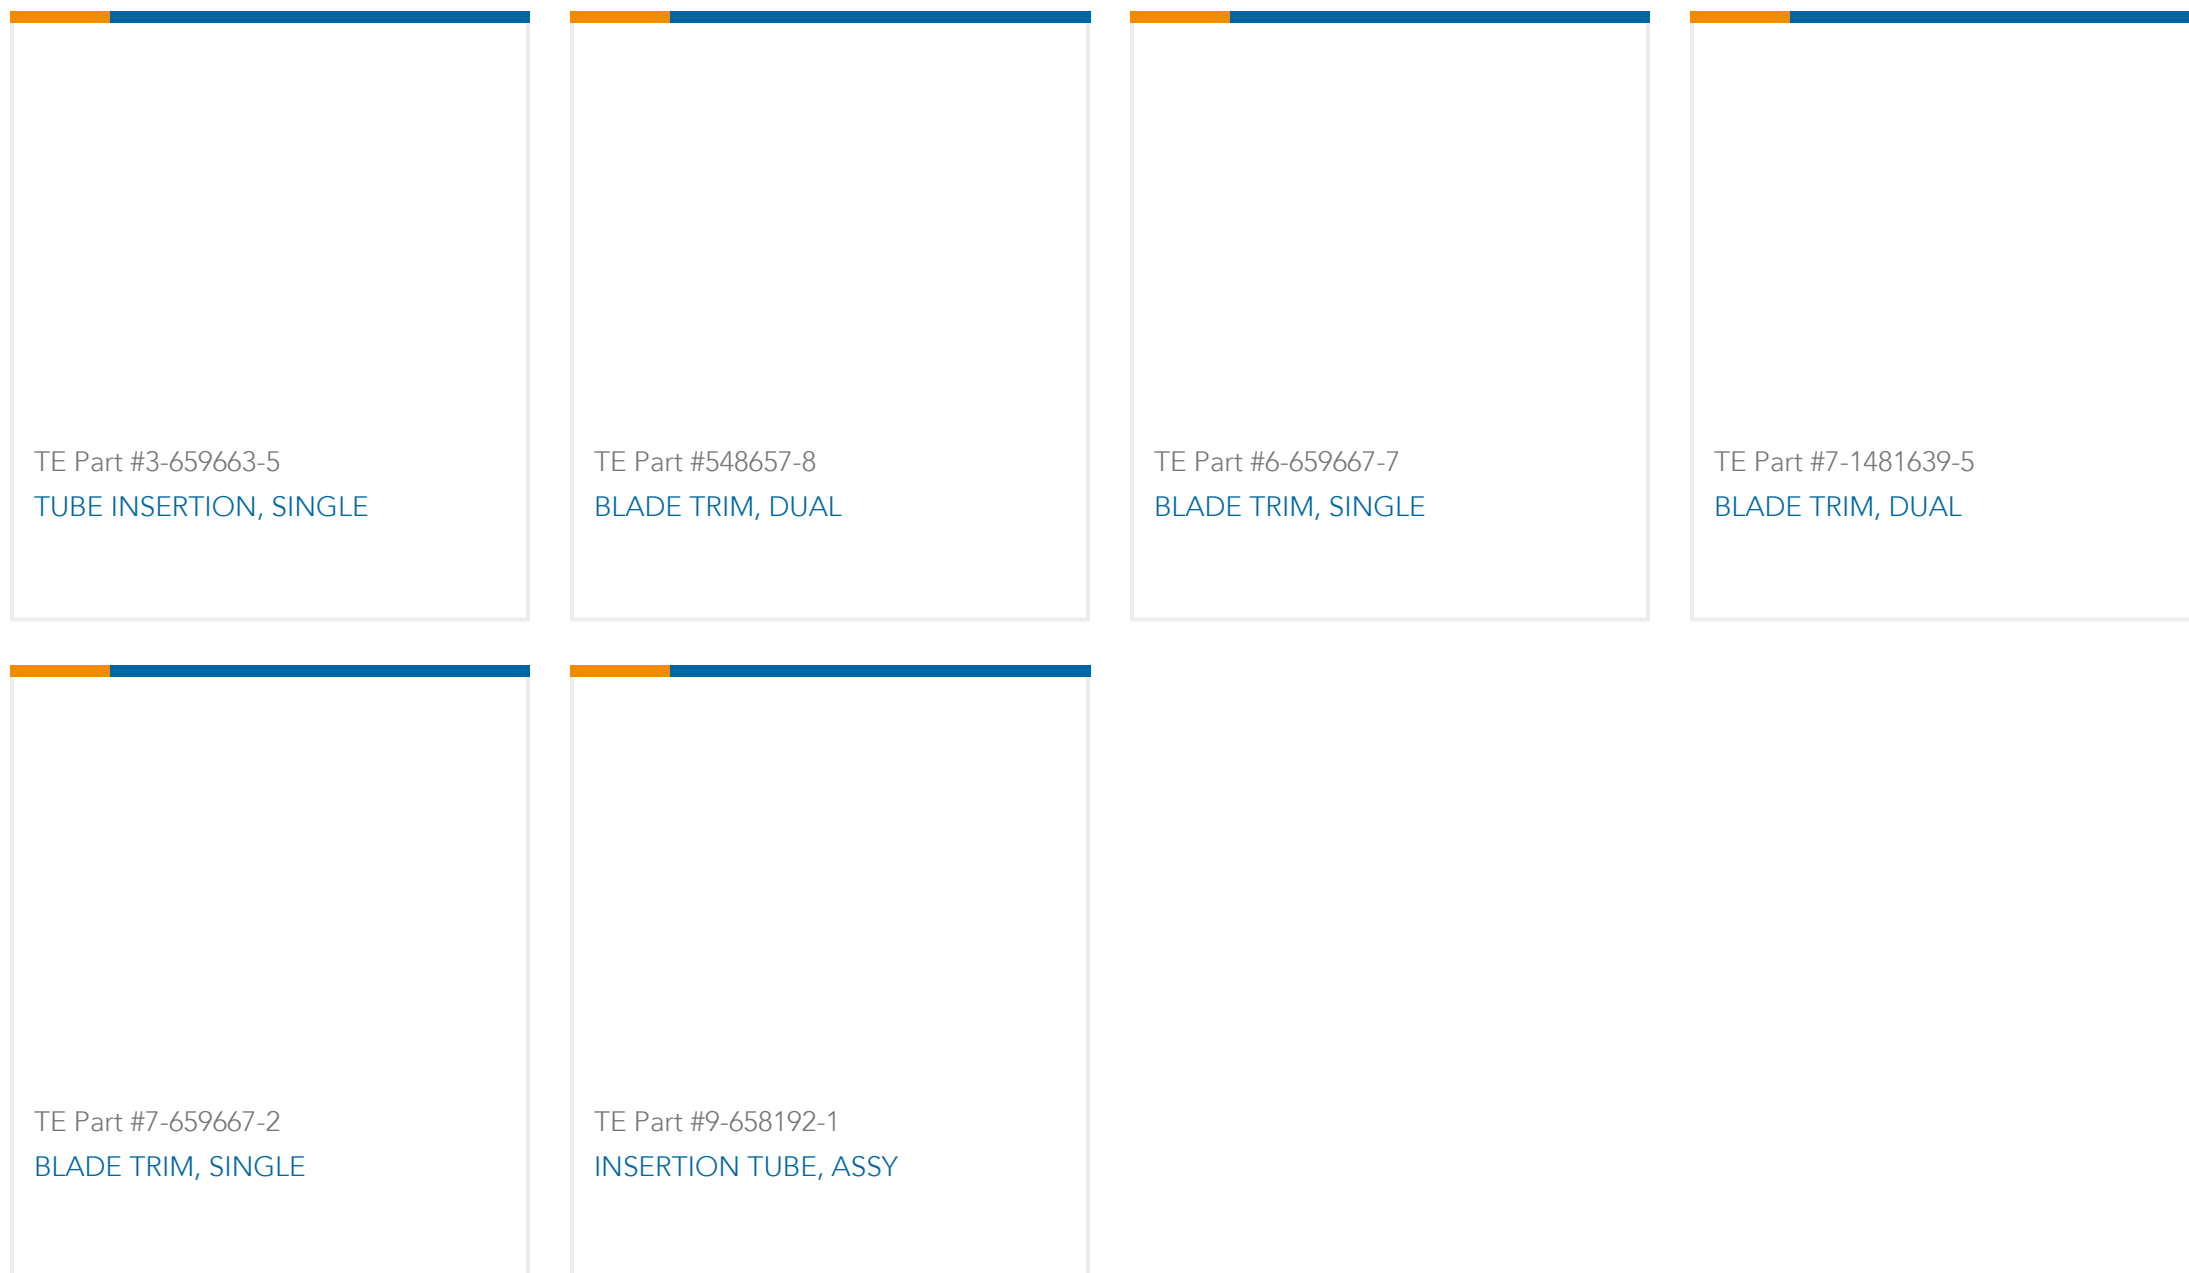 TE Part #3-659663-5
TUBE INSERTION, SINGLE
TE Part #548657-8
BLADE TRIM, DUAL
TE Part #6-659667-7
BLADE TRIM, SINGLE
TE Part #7-1481639-5
BLADE TRIM, DUAL
TE Part #7-659667-2
BLADE TRIM, SINGLE
TE Part #9-658192-1
INSERTION TUBE, ASSY